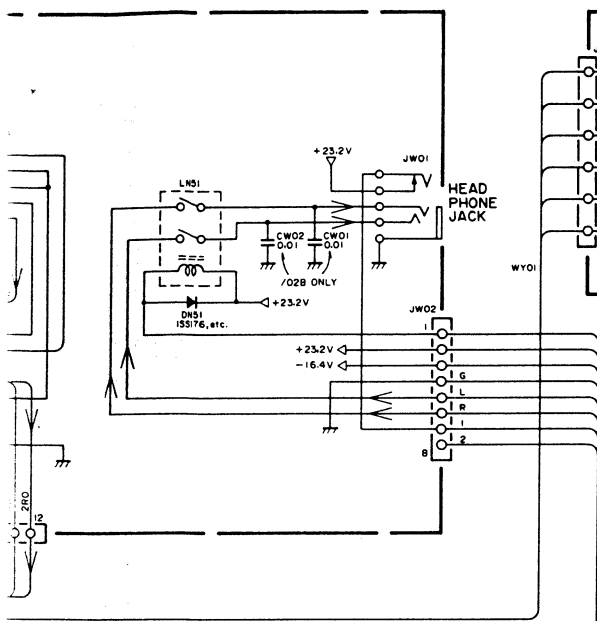 +23.2V
JW01
LN51
HEAD
PHONE
JACK
CW02
0.01
CW01
0.01
/02B ONLY
WY01
+23.2V
DN51
1SS176, etc.
JW02
1
+23.2V
-16.4V
G
L
R
1
2
8
2R0
12